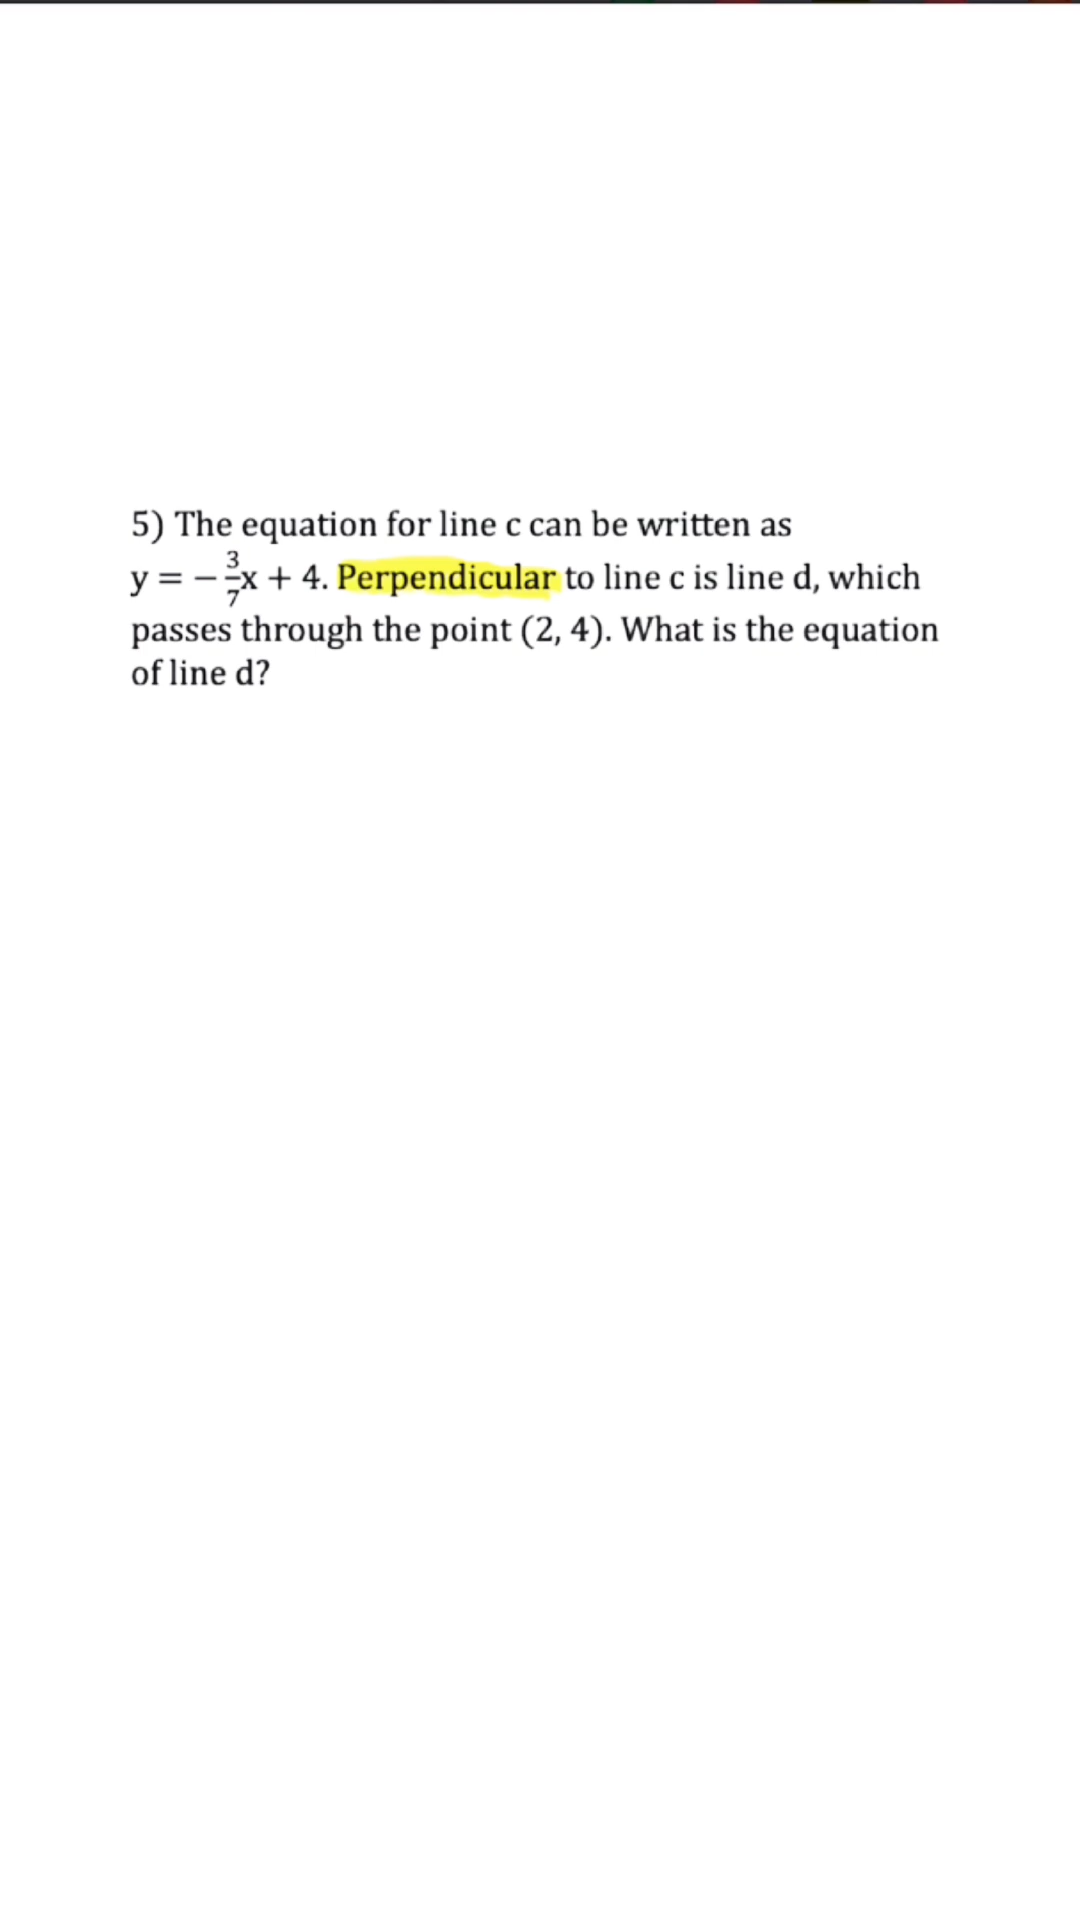 5) The equation for line c can be written as
y = −3/7x + 4. Perpendicular to line c is line d, which
passes through the point (2, 4). What is the equation
of line d?